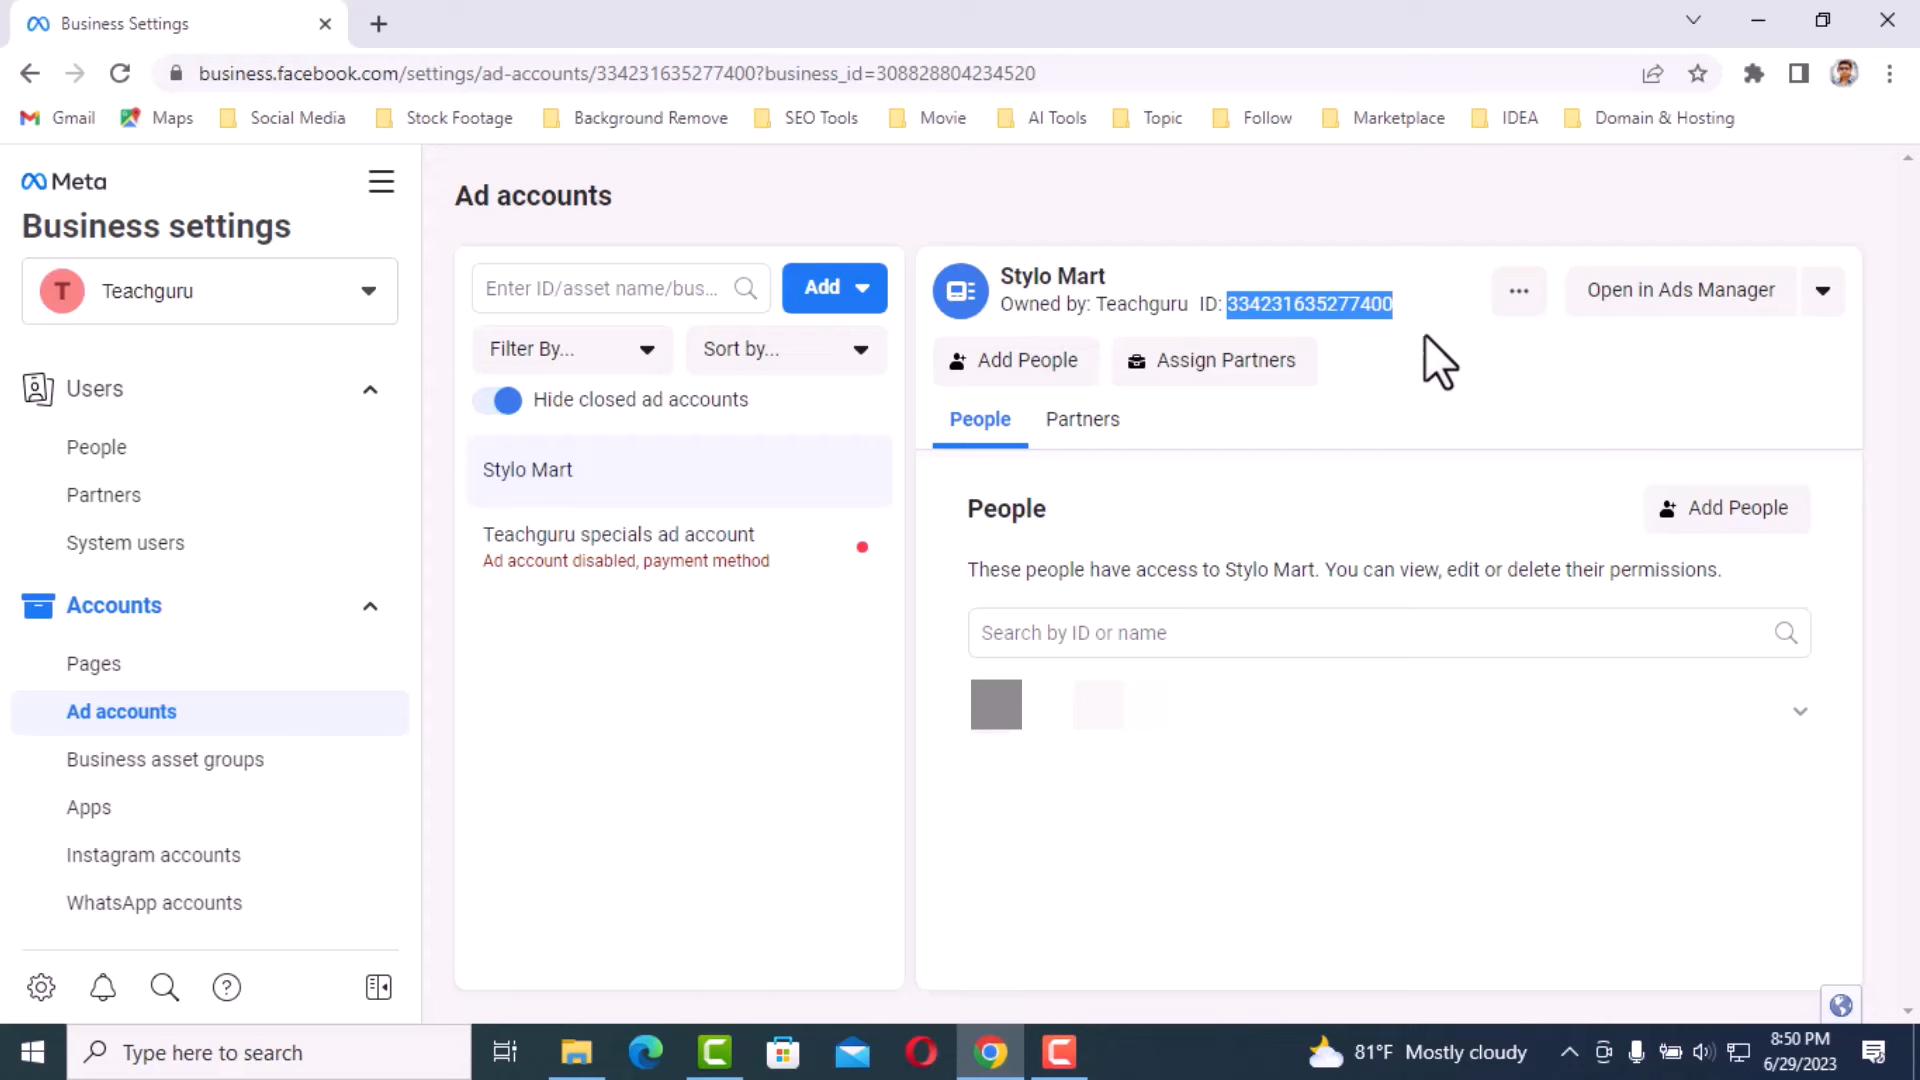 Business Settings
business.facebook.com/settings/ad-accounts/334231635277400?business_id=308828804234520
Gmail
Maps
Social Media
Stock Footage
Background Remove
SEO Tools
Movie
AI Tools
Topic
Follow
Marketplace
IDEA
Domain & Hosting
Meta
Business settings
T
Teachguru
Users
People
Partners
System users
Accounts
Pages
Ad accounts
Business asset groups
Apps
Instagram accounts
WhatsApp accounts
Ad accounts
Enter ID/asset name/bus...
Add
Filter By...
Sort by...
Hide closed ad accounts
Stylo Mart
Teachguru specials ad account
Ad account disabled, payment method
Stylo Mart
Owned by: Teachguru ID: 334231635277400
Open in Ads Manager
Add People
Assign Partners
People
Partners
People
Add People
These people have access to Stylo Mart. You can view, edit or delete their permissions.
Search by ID or name
Type here to search
81°F Mostly cloudy
8:50 PM
6/29/2023